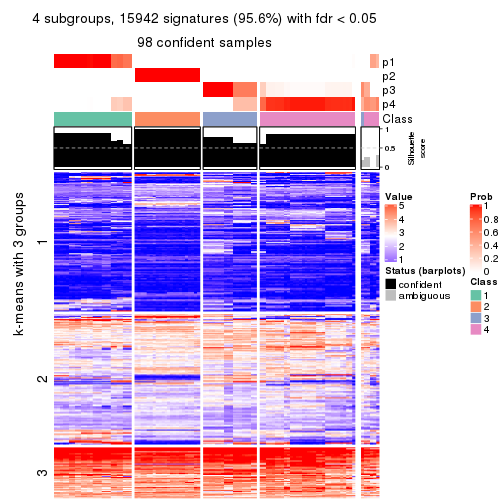 4 subgroups, 15942 signatures (95.6%) with fdr < 0.05
98 confident samples
p1
p2
p3
p4
Class
1
0.5
0
Silhouette
score
k-means with 3 groups
1
2
3
Value
5
4
3
2
1
Prob
1
0.8
0.6
0.4
0.2
0
Status (barplots)
confident
ambiguous
Class
1
2
3
4